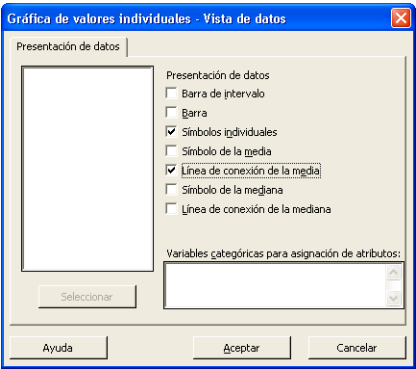 Gráfica de valores individuales - Vista de datos
Presentación de datos
Presentación de datos
Barra de intervalo
Barra
Símbolos individuales
Símbolo de la media
Línea de conexión de la media
Símbolo de la mediana
Línea de conexión de la mediana
Variables categóricas para asignación de atributos:
Seleccionar
Ayuda
Aceptar
Cancelar